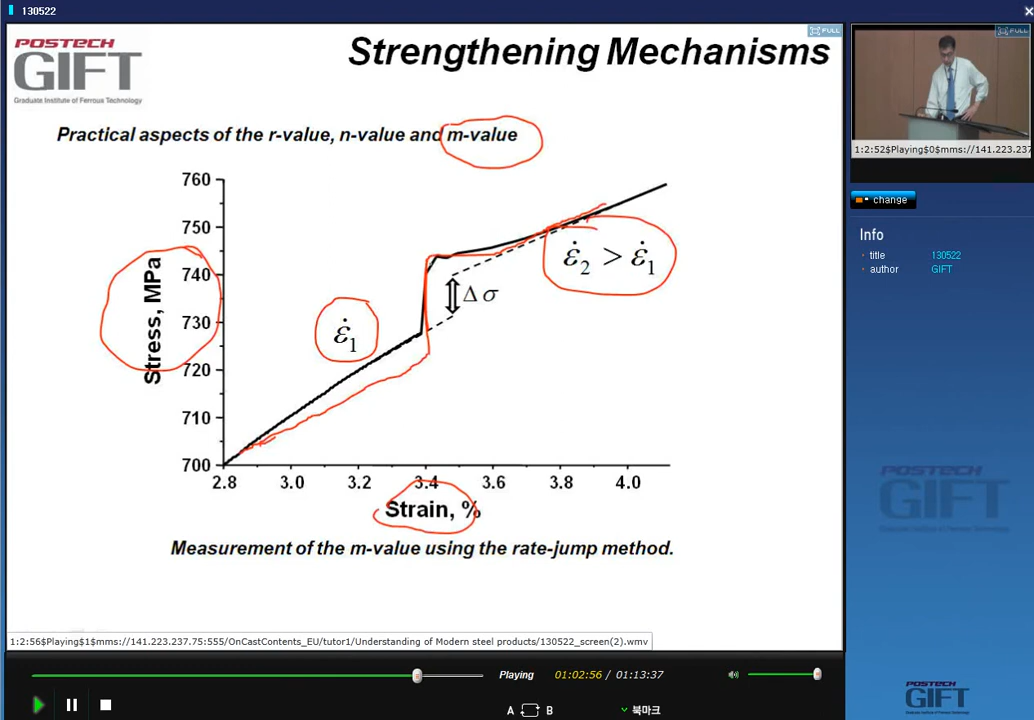 130522
POSTECH
GIFT
Graduate Institute of Ferrous Technology
Strengthening Mechanisms
FULL
FULL
Practical aspects of the r-value, n-value and m-value
760
750
740
730
720
710
700
Stress, MPa
ε̇1
Δσ
ε̇2 > ε̇1
2.8 3.0 3.2 3.4 3.6 3.8 4.0
Strain, %
Measurement of the m-value using the rate-jump method.
1:2:56$Playing$1$mms://141.223.237.75:555/OnCastContents_EU/tutor1/Understanding of Modern steel products/130522_screen(2).wmv
Playing 01:02:56 / 01:13:37
A B 북마크
1:2:52$Playing$0$mms://141.223.237
change
Info
title 130522
author GIFT
POSTECH
GIFT
POSTECH
GIFT
Graduate Institute of Ferrous Technology